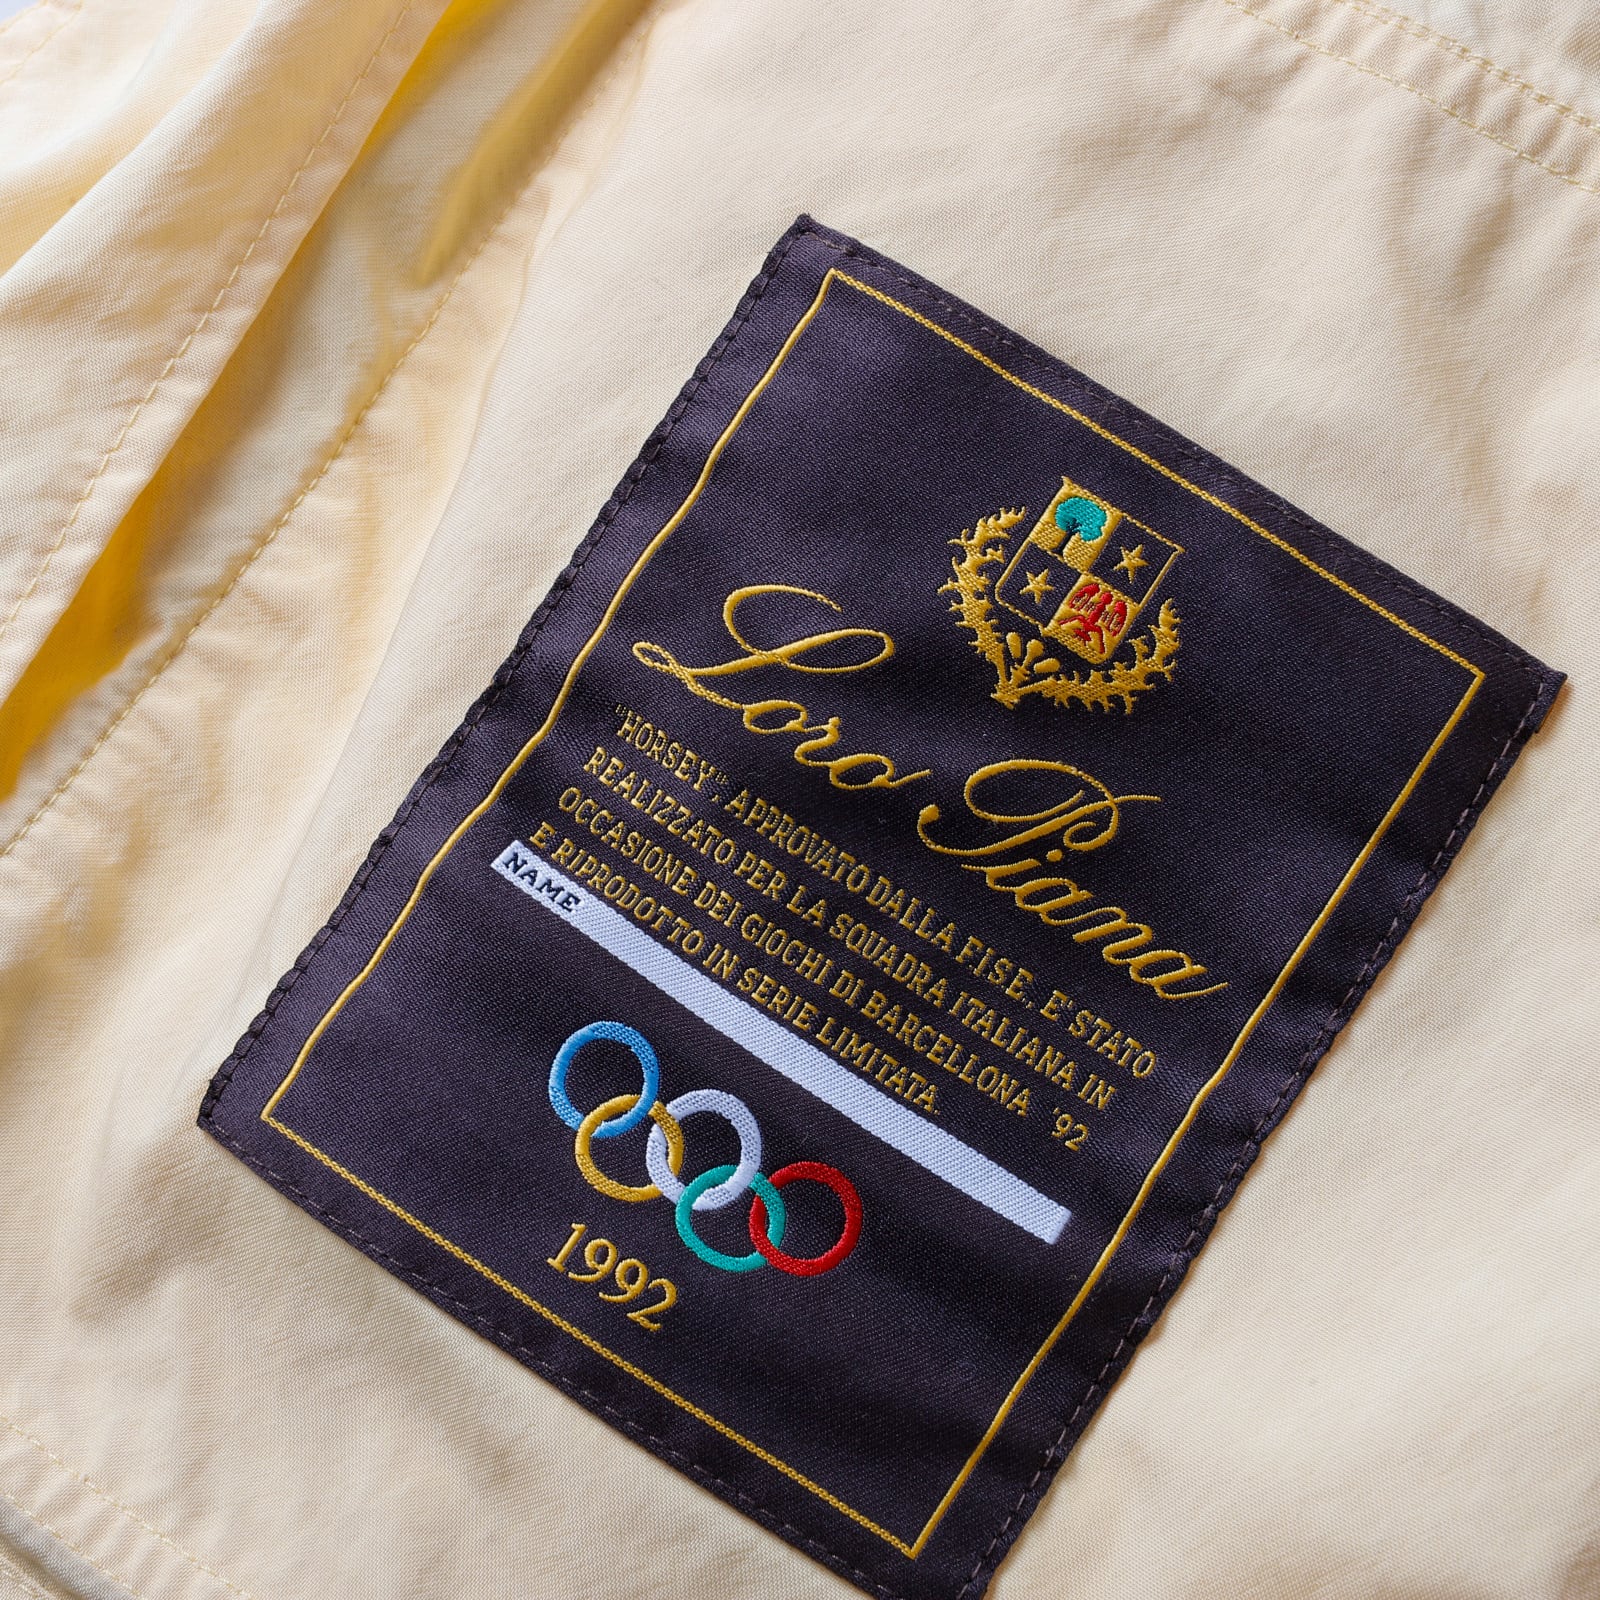 Loro Piana
"HORSEY", APPROVATO DALLA F.I.S.E., E' STATO
REALIZZATO PER LA SQUADRA ITALIANA IN
OCCASIONE DEI GIOCHI DI BARCELLONA '92
E RIPRODOTTO IN SERIE LIMITATA.
NAME
1992